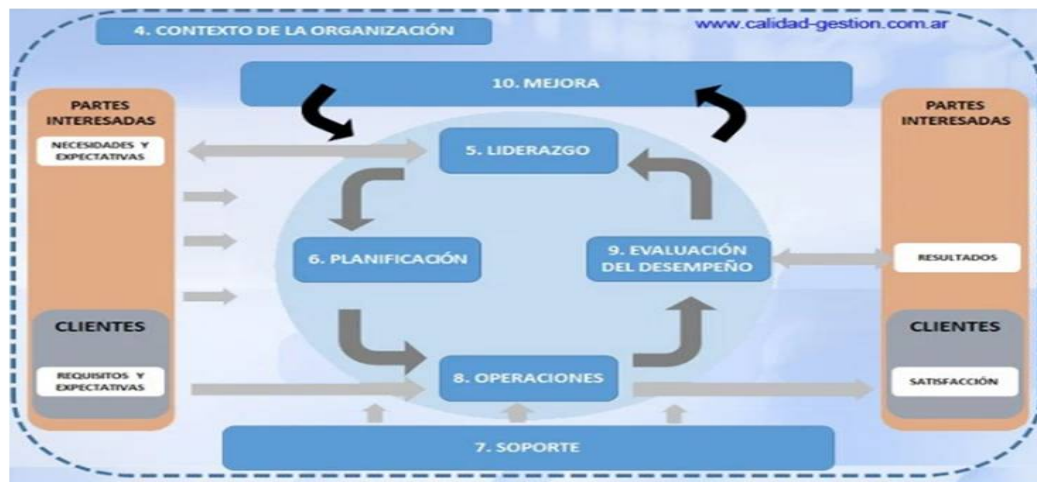 4. CONTEXTO DE LA ORGANIZACIÓN
www.calidad-gestion.com.ar
10. MEJORA
PARTES
INTERESADAS
NECESIDADES Y
EXPECTATIVAS
CLIENTES
REQUISITOS Y
EXPECTATIVAS
5. LIDERAZGO
6. PLANIFICACIÓN
9. EVALUACIÓN
DEL DESEMPEÑO
8. OPERACIONES
7. SOPORTE
PARTES
INTERESADAS
RESULTADOS
CLIENTES
SATISFACCIÓN